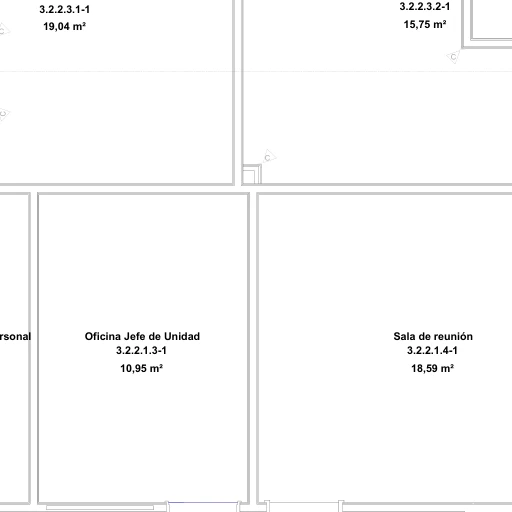 3.2.2.3.1-1
19,04 m²
3.2.2.3.2-1
15,75 m²
C
C
C
C
rsonal
Oficina Jefe de Unidad
3.2.2.1.3-1
10,95 m²
Sala de reunión
3.2.2.1.4-1
18,59 m²